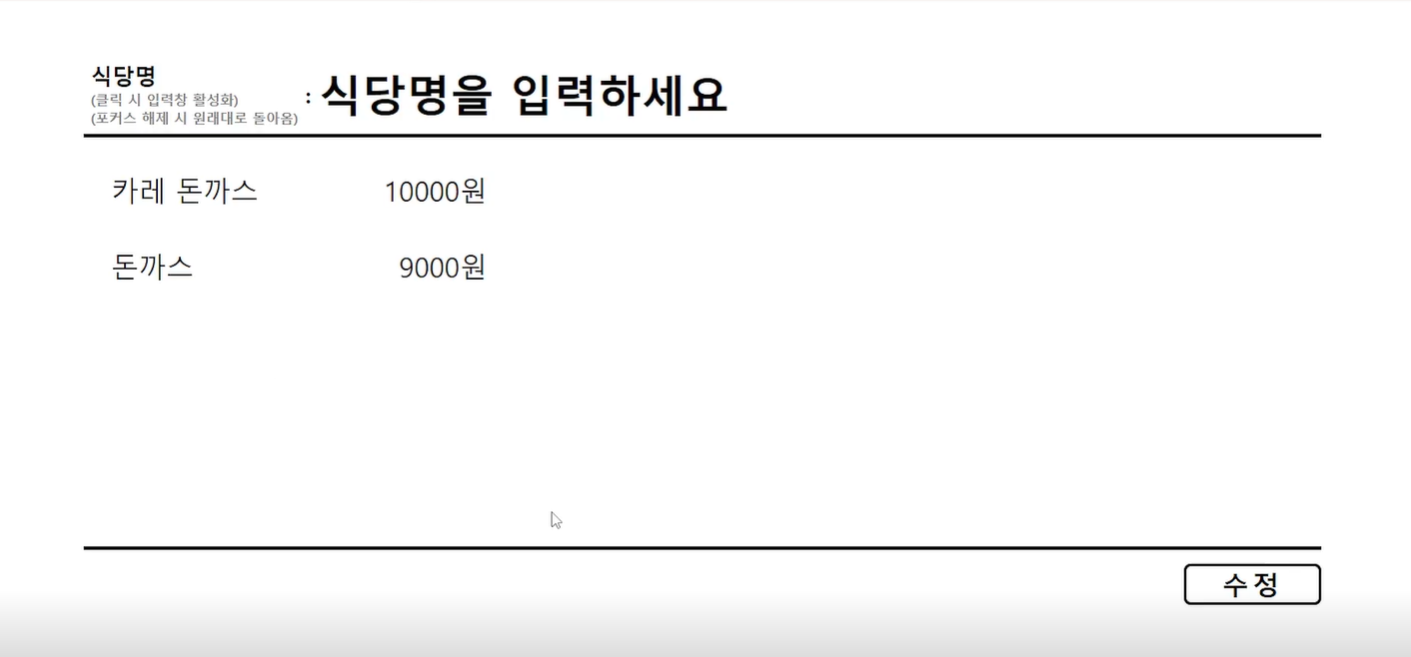 식당명
(클릭 시 입력창 활성화)
(포커스 해제 시 원래대로 돌아옴)
: 식당명을 입력하세요
카레 돈까스 10000원
돈까스 9000원
수정